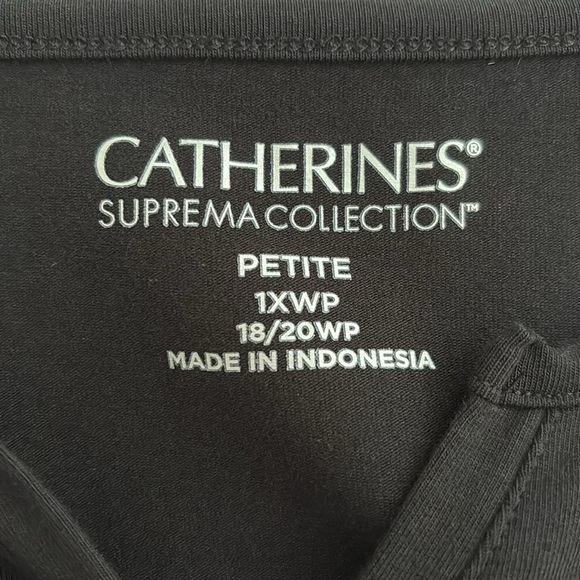 CATHERINES®
SUPREMA COLLECTION™
PETITE
1XWP
18/20WP
MADE IN INDONESIA